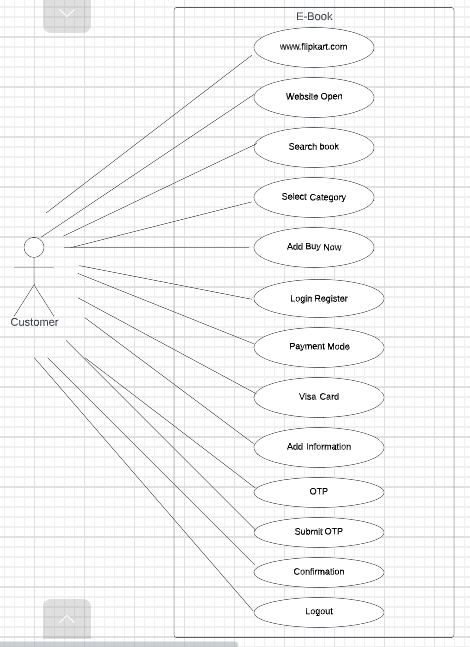 E-Book
www.flipkart.com
Website Open
Search book
Select Category
Add Buy Now
Login Register
Customer
Payment Mode
Visa Card
Add Information
OTP
Submit OTP
Confirmation
Logout